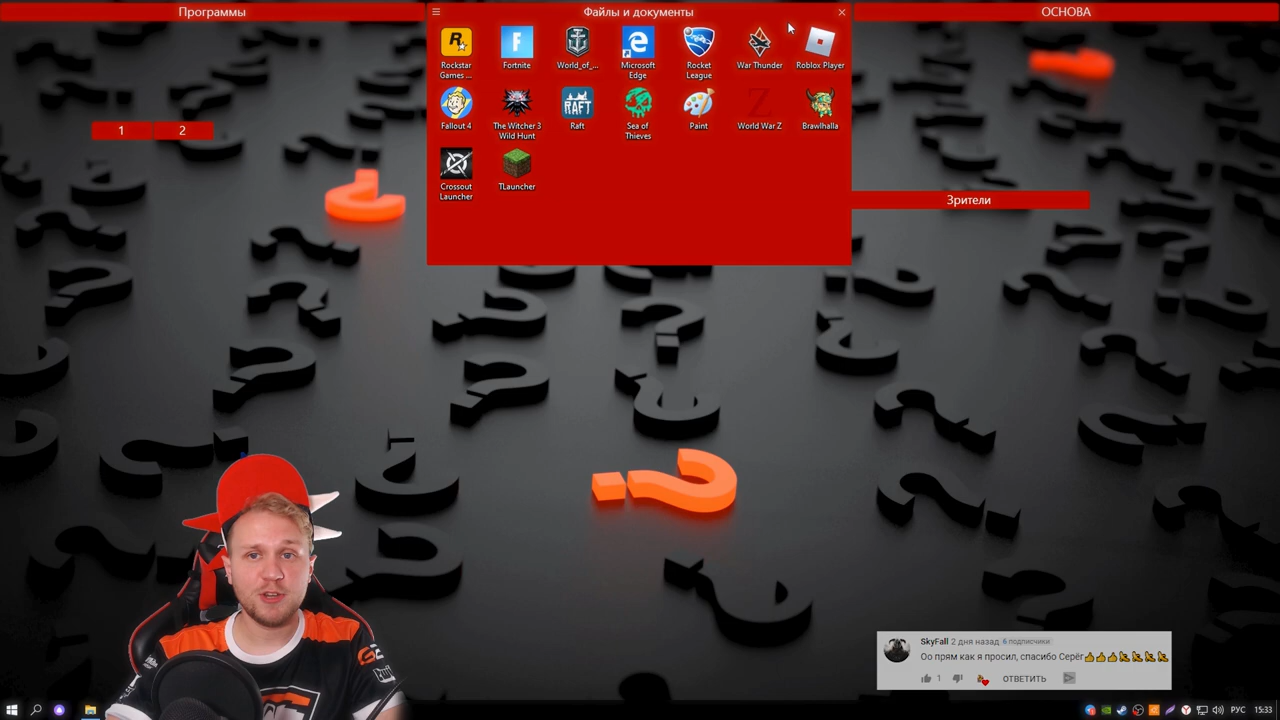 Программы
Файлы и документы
ОСНОВА
Rockstar Games ...
Fortnite
World_of_...
Microsoft Edge
Rocket League
War Thunder
Roblox Player
Fallout 4
The Witcher 3 Wild Hunt
RAFT
Raft
Sea of Thieves
Paint
Z
World War Z
Brawlhalla
1
2
Crossout Launcher
TLauncher
Зрители
SkyFall 2 дня назад 6 подписчики
Оо прям как я просил, спасибо Серёг👍👍👍💪💪💪💪
1
ОТВЕТИТЬ
G2
РУС
15:33